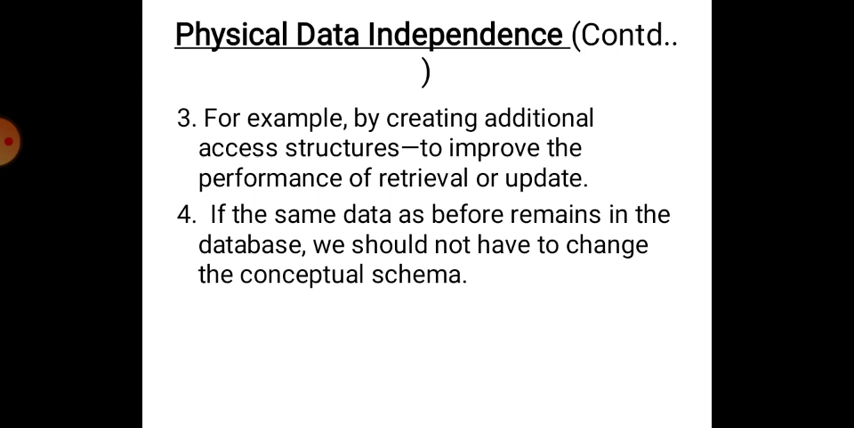 Physical Data Independence (Contd..
)
3. For example, by creating additional
access structures—to improve the
performance of retrieval or update.
4. If the same data as before remains in the
database, we should not have to change
the conceptual schema.